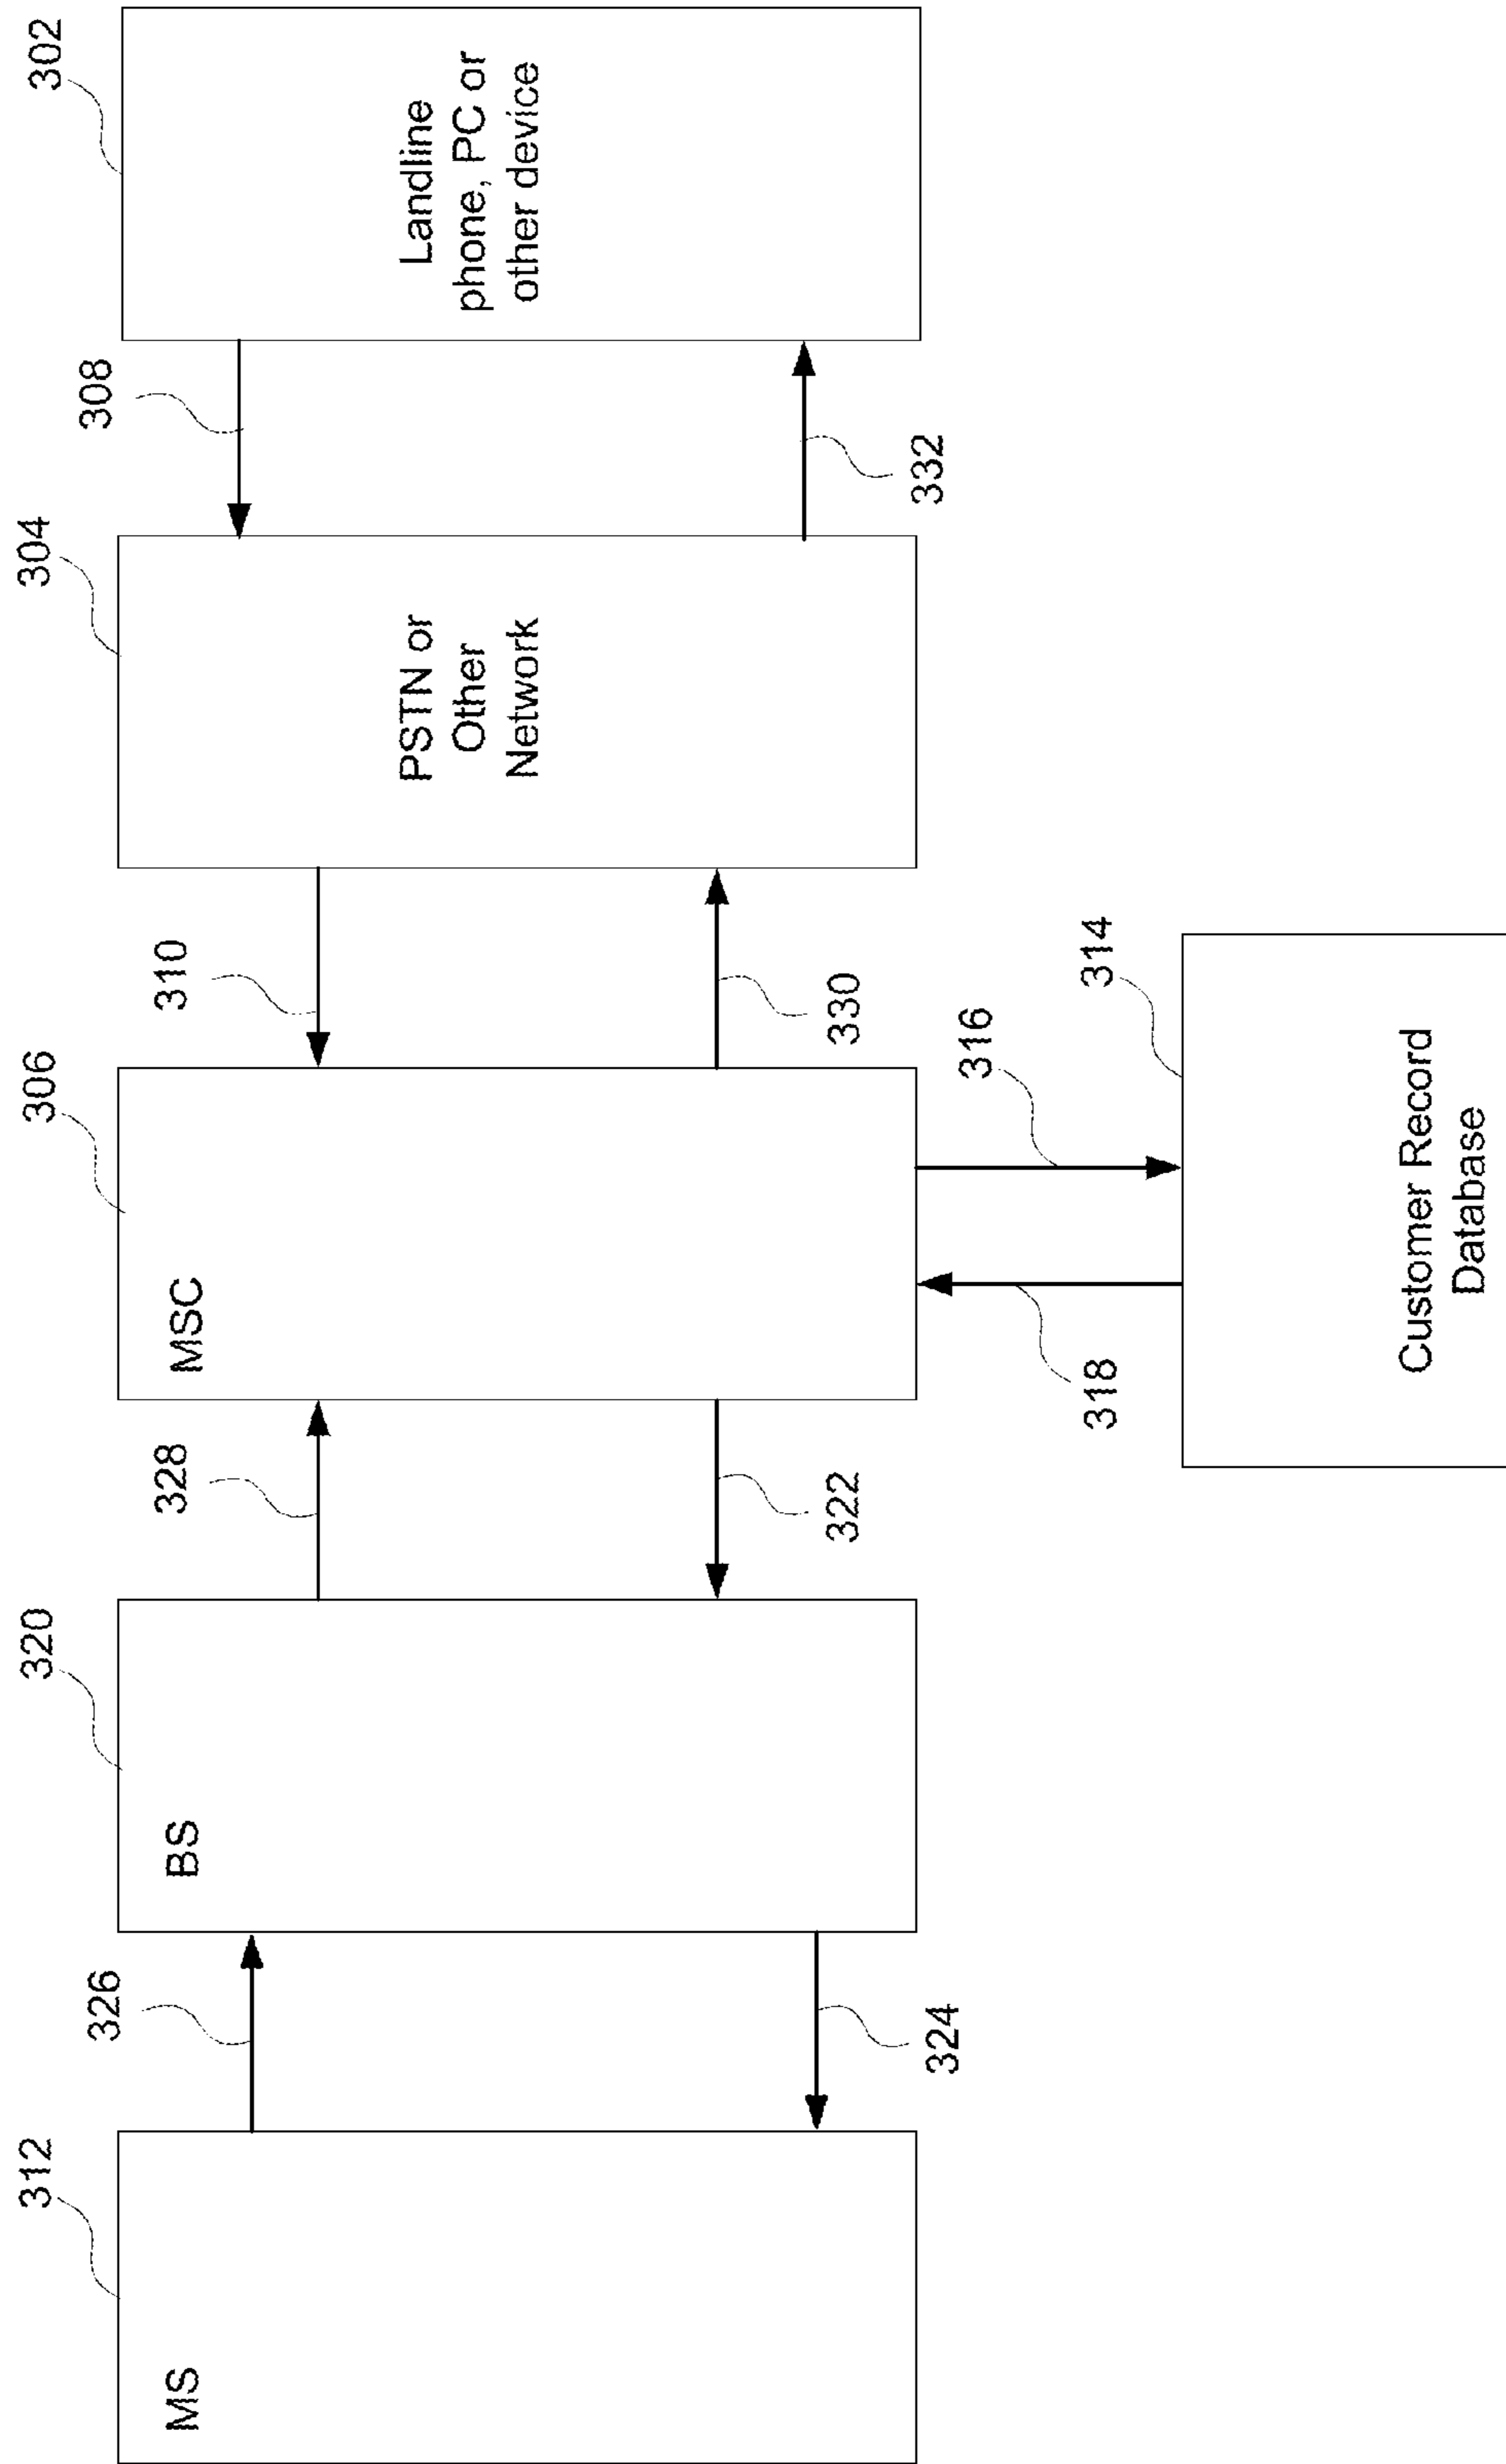 312
320
306
304
302
326
328
310
308
MS
BS
MSC
PSTN or
Other
Network
Landline
phone, PC or
other device
324
322
330
332
318
316
314
Customer Record
Database